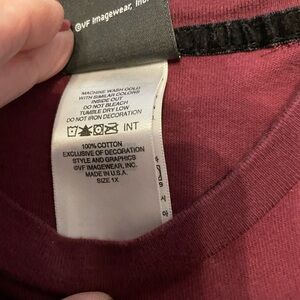 ©VF Imagewear, Inc.
MACHINE WASH COLD
WITH SIMILAR COLORS
INSIDE OUT
DO NOT BLEACH
TUMBLE DRY LOW
DO NOT IRON DECORATION
INT
100% COTTON
EXCLUSIVE OF DECORATION
STYLE AND GRAPHICS
©VF IMAGEWEAR, INC.
MADE IN U.S.A.
SIZE 1X